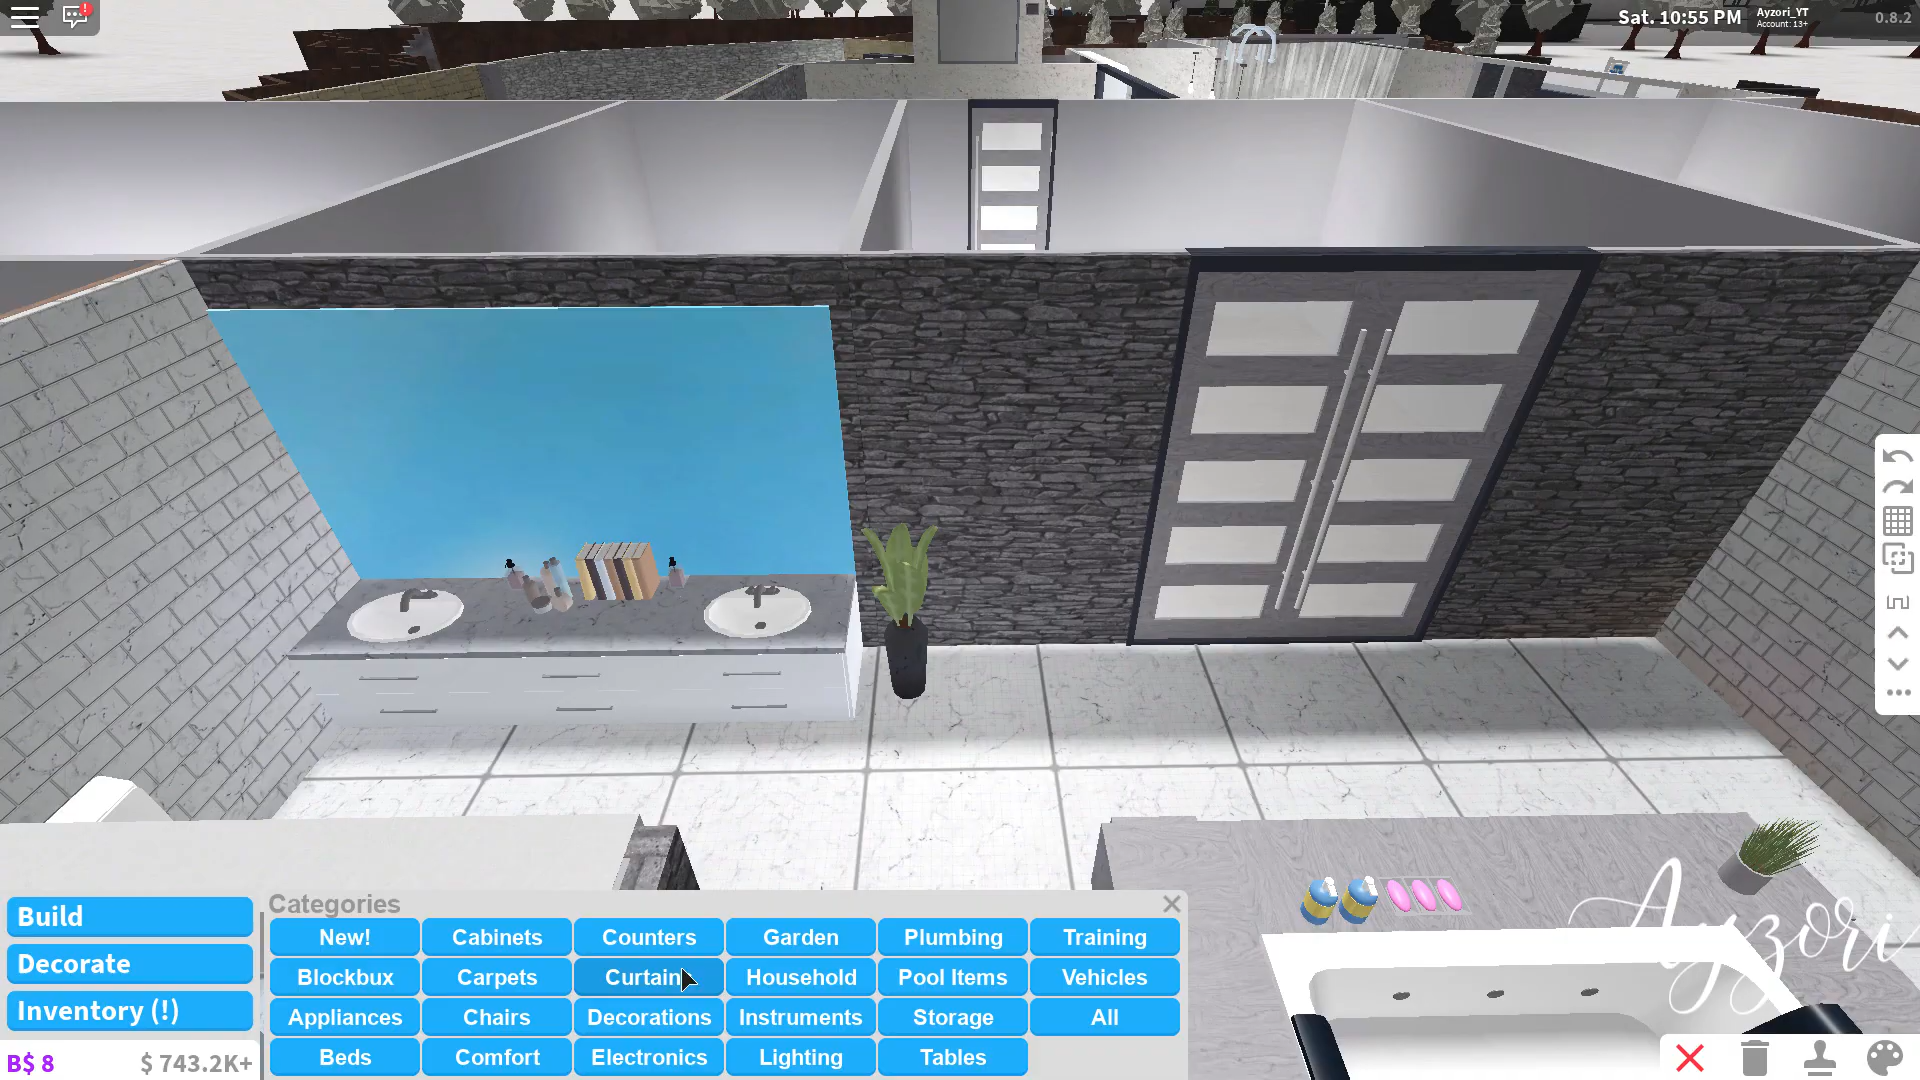 Sat. 10:55 PM
Ayzori_YT
Account: 13+
0.8.2
Build
Decorate
Inventory (!)
B$ 8
$ 743.2K+
Categories
New! Cabinets Counters Garden Plumbing Training
Blockbux Carpets Curtain Household Pool Items Vehicles
Appliances Chairs Decorations Instruments Storage All
Beds Comfort Electronics Lighting Tables
Ayzori